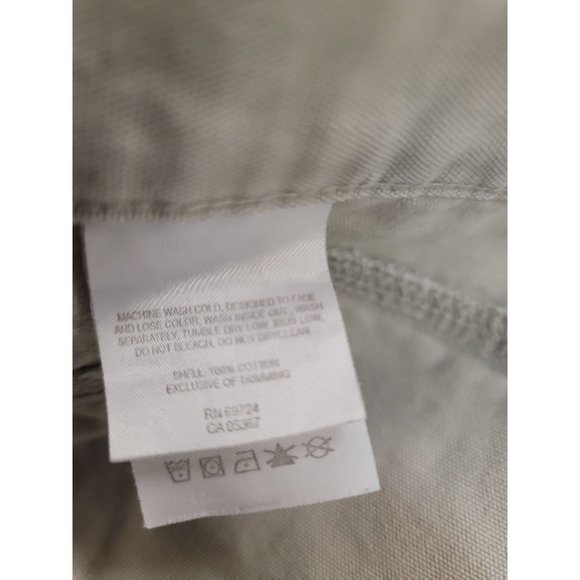 MACHINE WASH COLD, DESIGNED TO FADE
AND LOSE COLOR, WASH INSIDE OUT, WASH
SEPARATELY, TUMBLE DRY LOW, IRON LOW,
DO NOT BLEACH, DO NOT DRYCLEAN.
SHELL: 100% COTTON
EXCLUSIVE OF TRIMMING
RN 69724
CA 05367